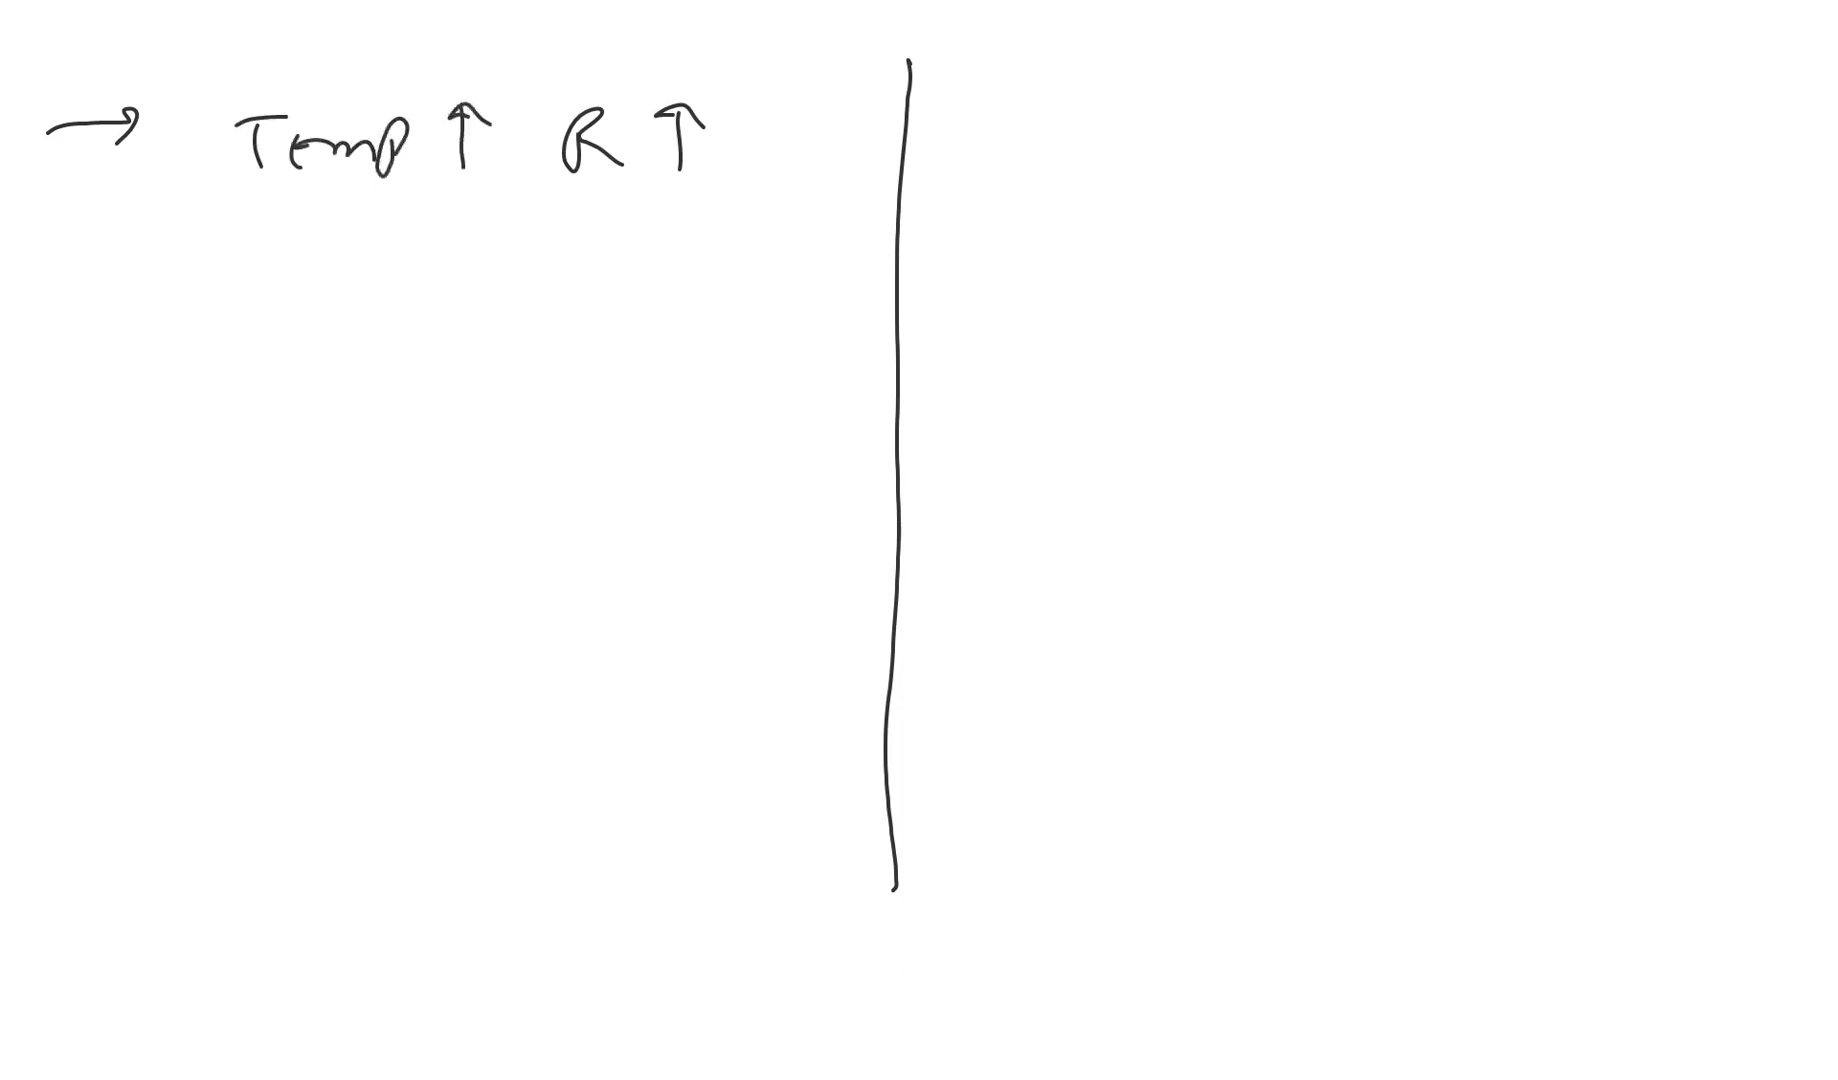 → Temp ↑ R ↑